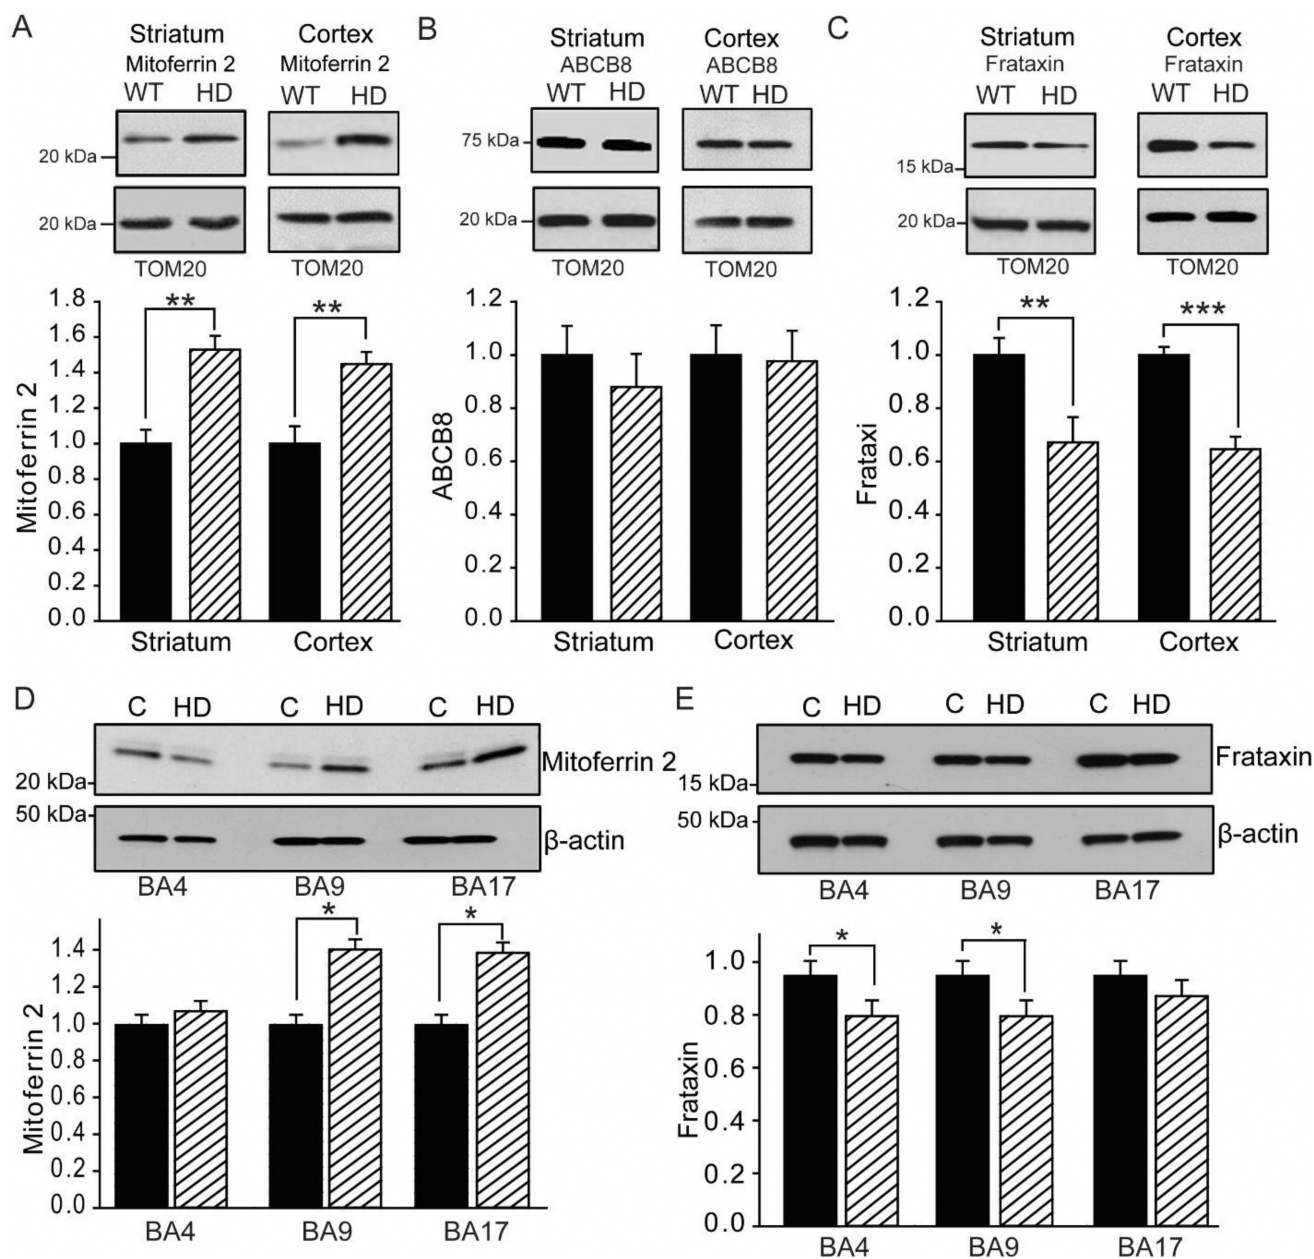 A
Striatum Cortex
Mitoferrin 2 Mitoferrin 2
WT HD WT HD
20 kDa
20 kDa
TOM20 TOM20
**
**
1.8
1.6
1.4
1.2
1.0
0.8
0.6
0.4
0.2
0.0
Mitoferrin 2
Striatum Cortex
B
Striatum Cortex
ABCB8 ABCB8
WT HD WT HD
75 kDa
20 kDa
TOM20 TOM20
1.2
1.0
0.8
0.6
0.4
0.2
0.0
ABCB8
Striatum Cortex
C
Striatum Cortex
Frataxin Frataxin
WT HD WT HD
15 kDa
20 kDa
TOM20 TOM20
**
***
1.2
1.0
0.8
0.6
0.4
0.2
0.0
Frataxi
Striatum Cortex
D
C HD C HD C HD
Mitoferrin 2
20 kDa
50 kDa
β-actin
BA4 BA9 BA17
*
*
1.4
1.2
1.0
0.8
0.6
0.4
0.2
0.0
Mitoferrin 2
BA4 BA9 BA17
E
C HD C HD C HD
Frataxin
15 kDa
50 kDa
β-actin
BA4 BA9 BA17
*
*
1.0
0.8
0.6
0.4
0.2
0.0
Frataxin
BA4 BA9 BA17